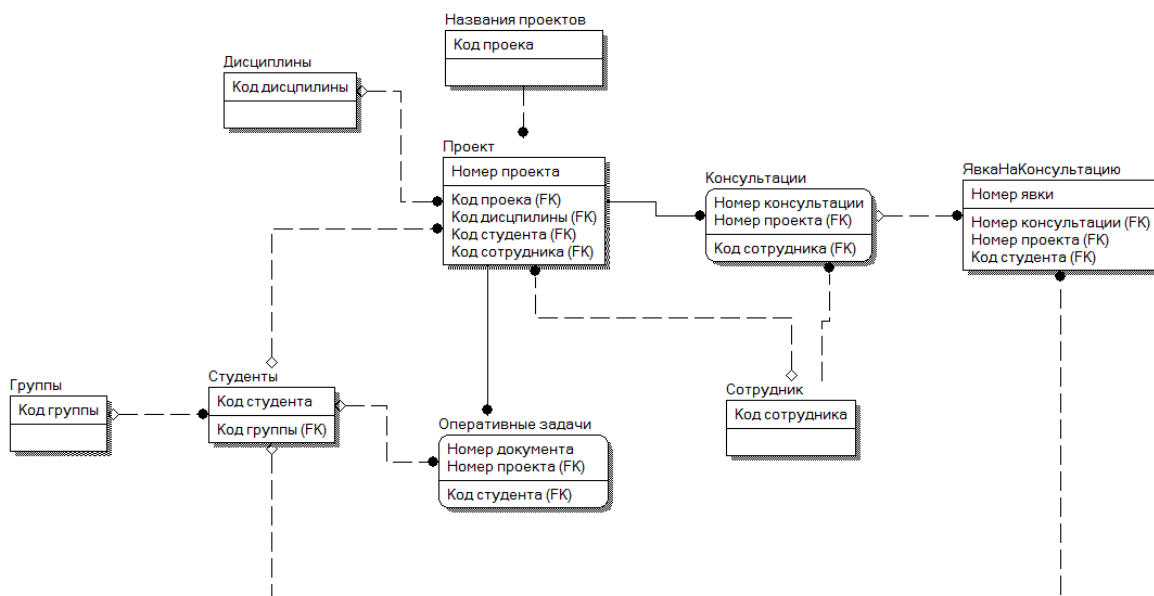 Названия проектов
Код проека
Дисциплины
Код дисцпилины
Проект
Номер проекта
Код проека (FK)
Код дисцпилины (FK)
Код студента (FK)
Код сотрудника (FK)
Консультации
Номер консультации
Номер проекта (FK)
Код сотрудника (FK)
ЯвкаНаКонсультацию
Номер явки
Номер консультации (FK)
Номер проекта (FK)
Код студента (FK)
Группы
Код группы
Студенты
Код студента
Код группы (FK)
Оперативные задачи
Номер документа
Номер проекта (FK)
Код студента (FK)
Сотрудник
Код сотрудника